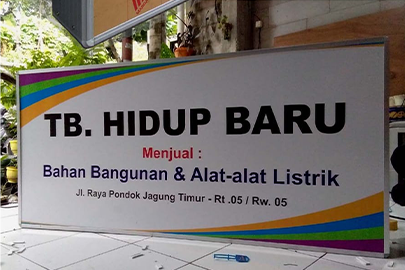 TB. HIDUP BARU
Menjual :
Bahan Bangunan & Alat-alat Listrik
Jl. Raya Pondok Jagung Timur - Rt .05 / Rw. 05